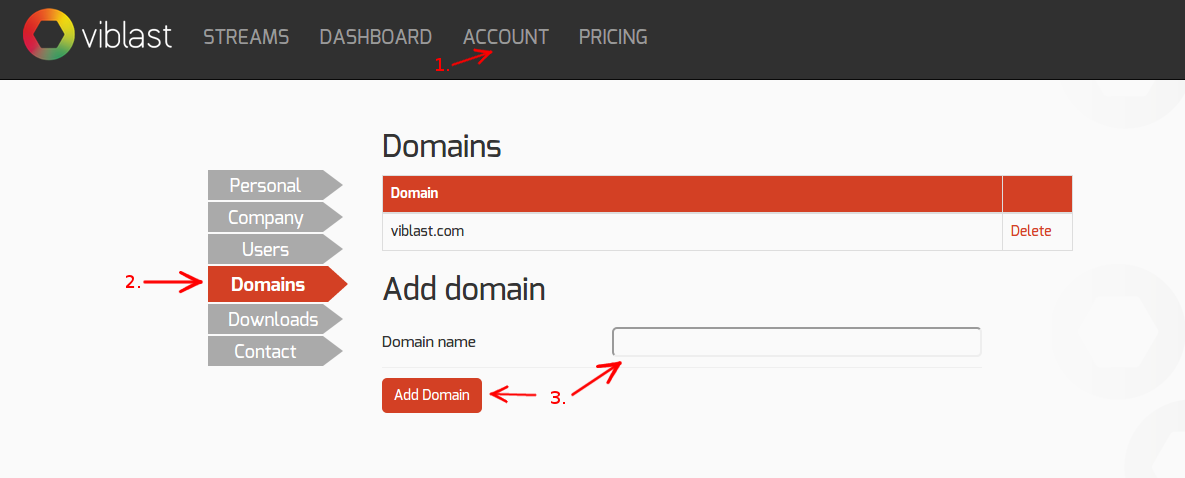 viblast STREAMS DASHBOARD ACCOUNT PRICING
1.
Domains
Personal
Company
Users
Domains
Downloads
Contact
2.
Domain
viblast.com Delete
Add domain
Domain name
Add Domain
3.